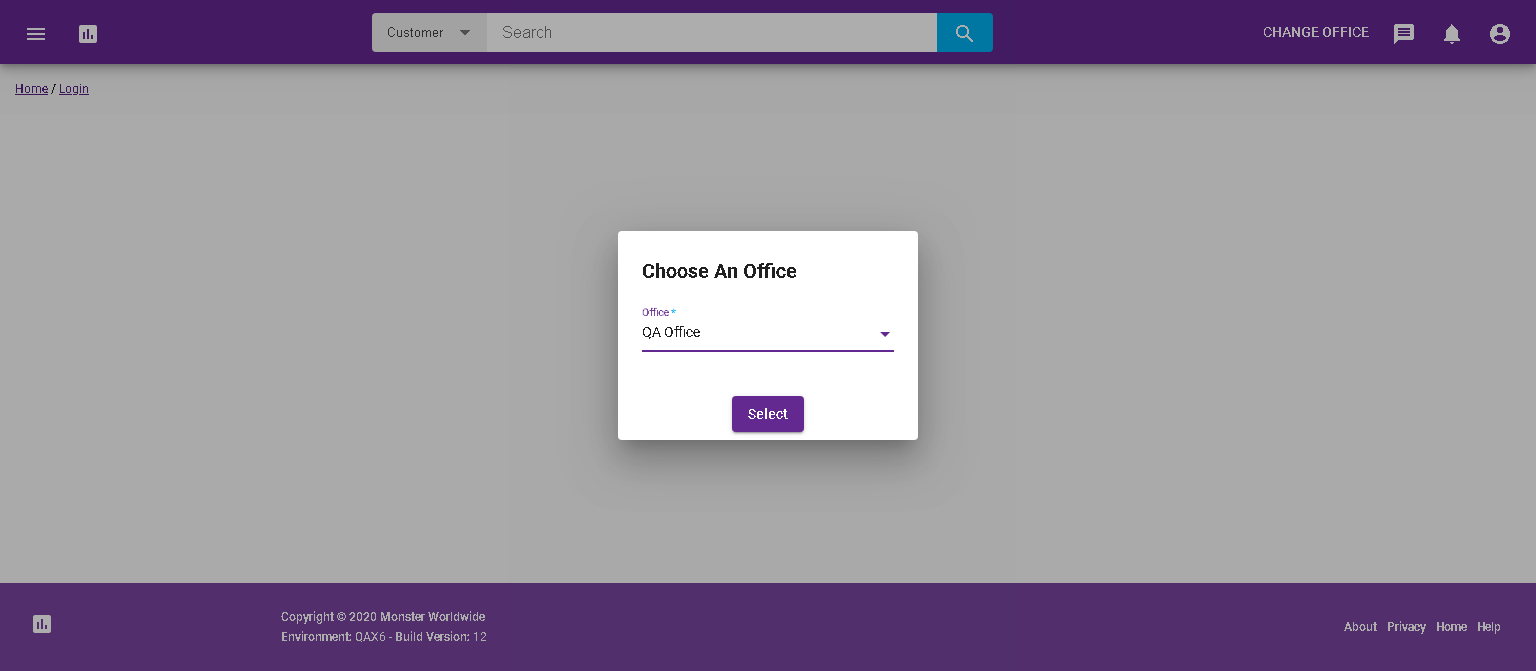 Customer
Search
CHANGE OFFICE
Home / Login
Choose An Office
Office *
QA Office
Select
Copyright © 2020 Monster Worldwide
Environment: QAX6 - Build Version: 12
About Privacy Home Help